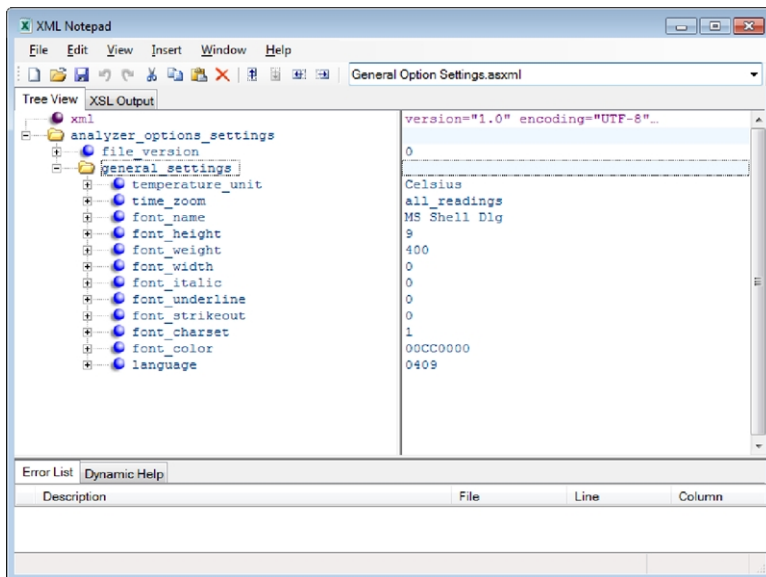 XML Notepad
File Edit View Insert Window Help
General Option Settings.asxml
Tree View XSL Output
xml version="1.0" encoding="UTF-8"...
analyzer_options_settings
file_version 0
general_settings
temperature_unit Celsius
time_zoom all_readings
font_name MS Shell Dlg
font_height 9
font_weight 400
font_width 0
font_italic 0
font_underline 0
font_strikeout 0
font_charset 1
font_color 00CC0000
language 0409
Error List Dynamic Help
Description File Line Column